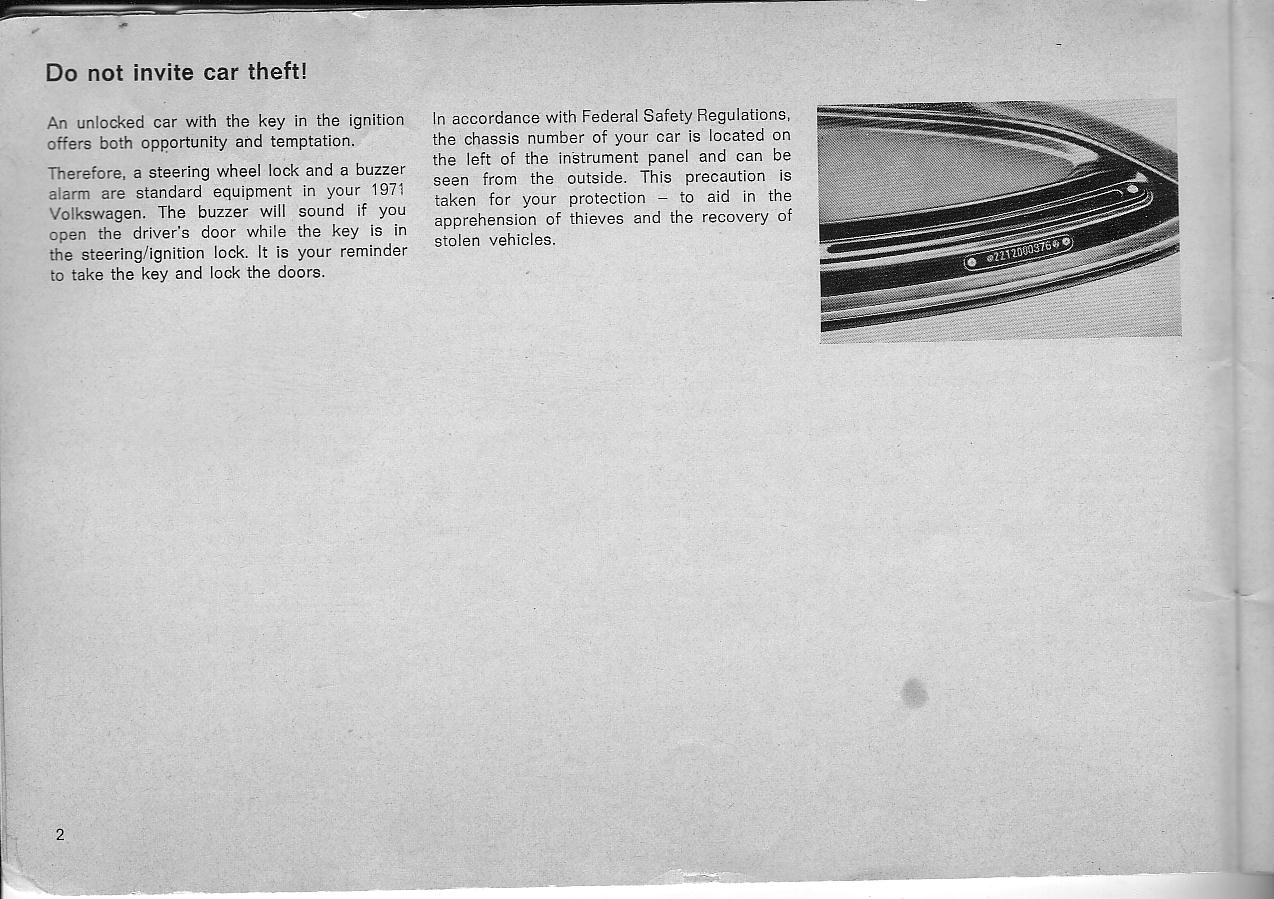 Do not invite car theft!
An unlocked car with the key in the ignition
offers both opportunity and temptation.
Therefore, a steering wheel lock and a buzzer
alarm are standard equipment in your 1971
Volkswagen. The buzzer will sound if you
open the driver's door while the key is in
the steering/ignition lock. It is your reminder
to take the key and lock the doors.
In accordance with Federal Safety Regulations,
the chassis number of your car is located on
the left of the instrument panel and can be
seen from the outside. This precaution is
taken for your protection – to aid in the
apprehension of thieves and the recovery of
stolen vehicles.
2212000376
2